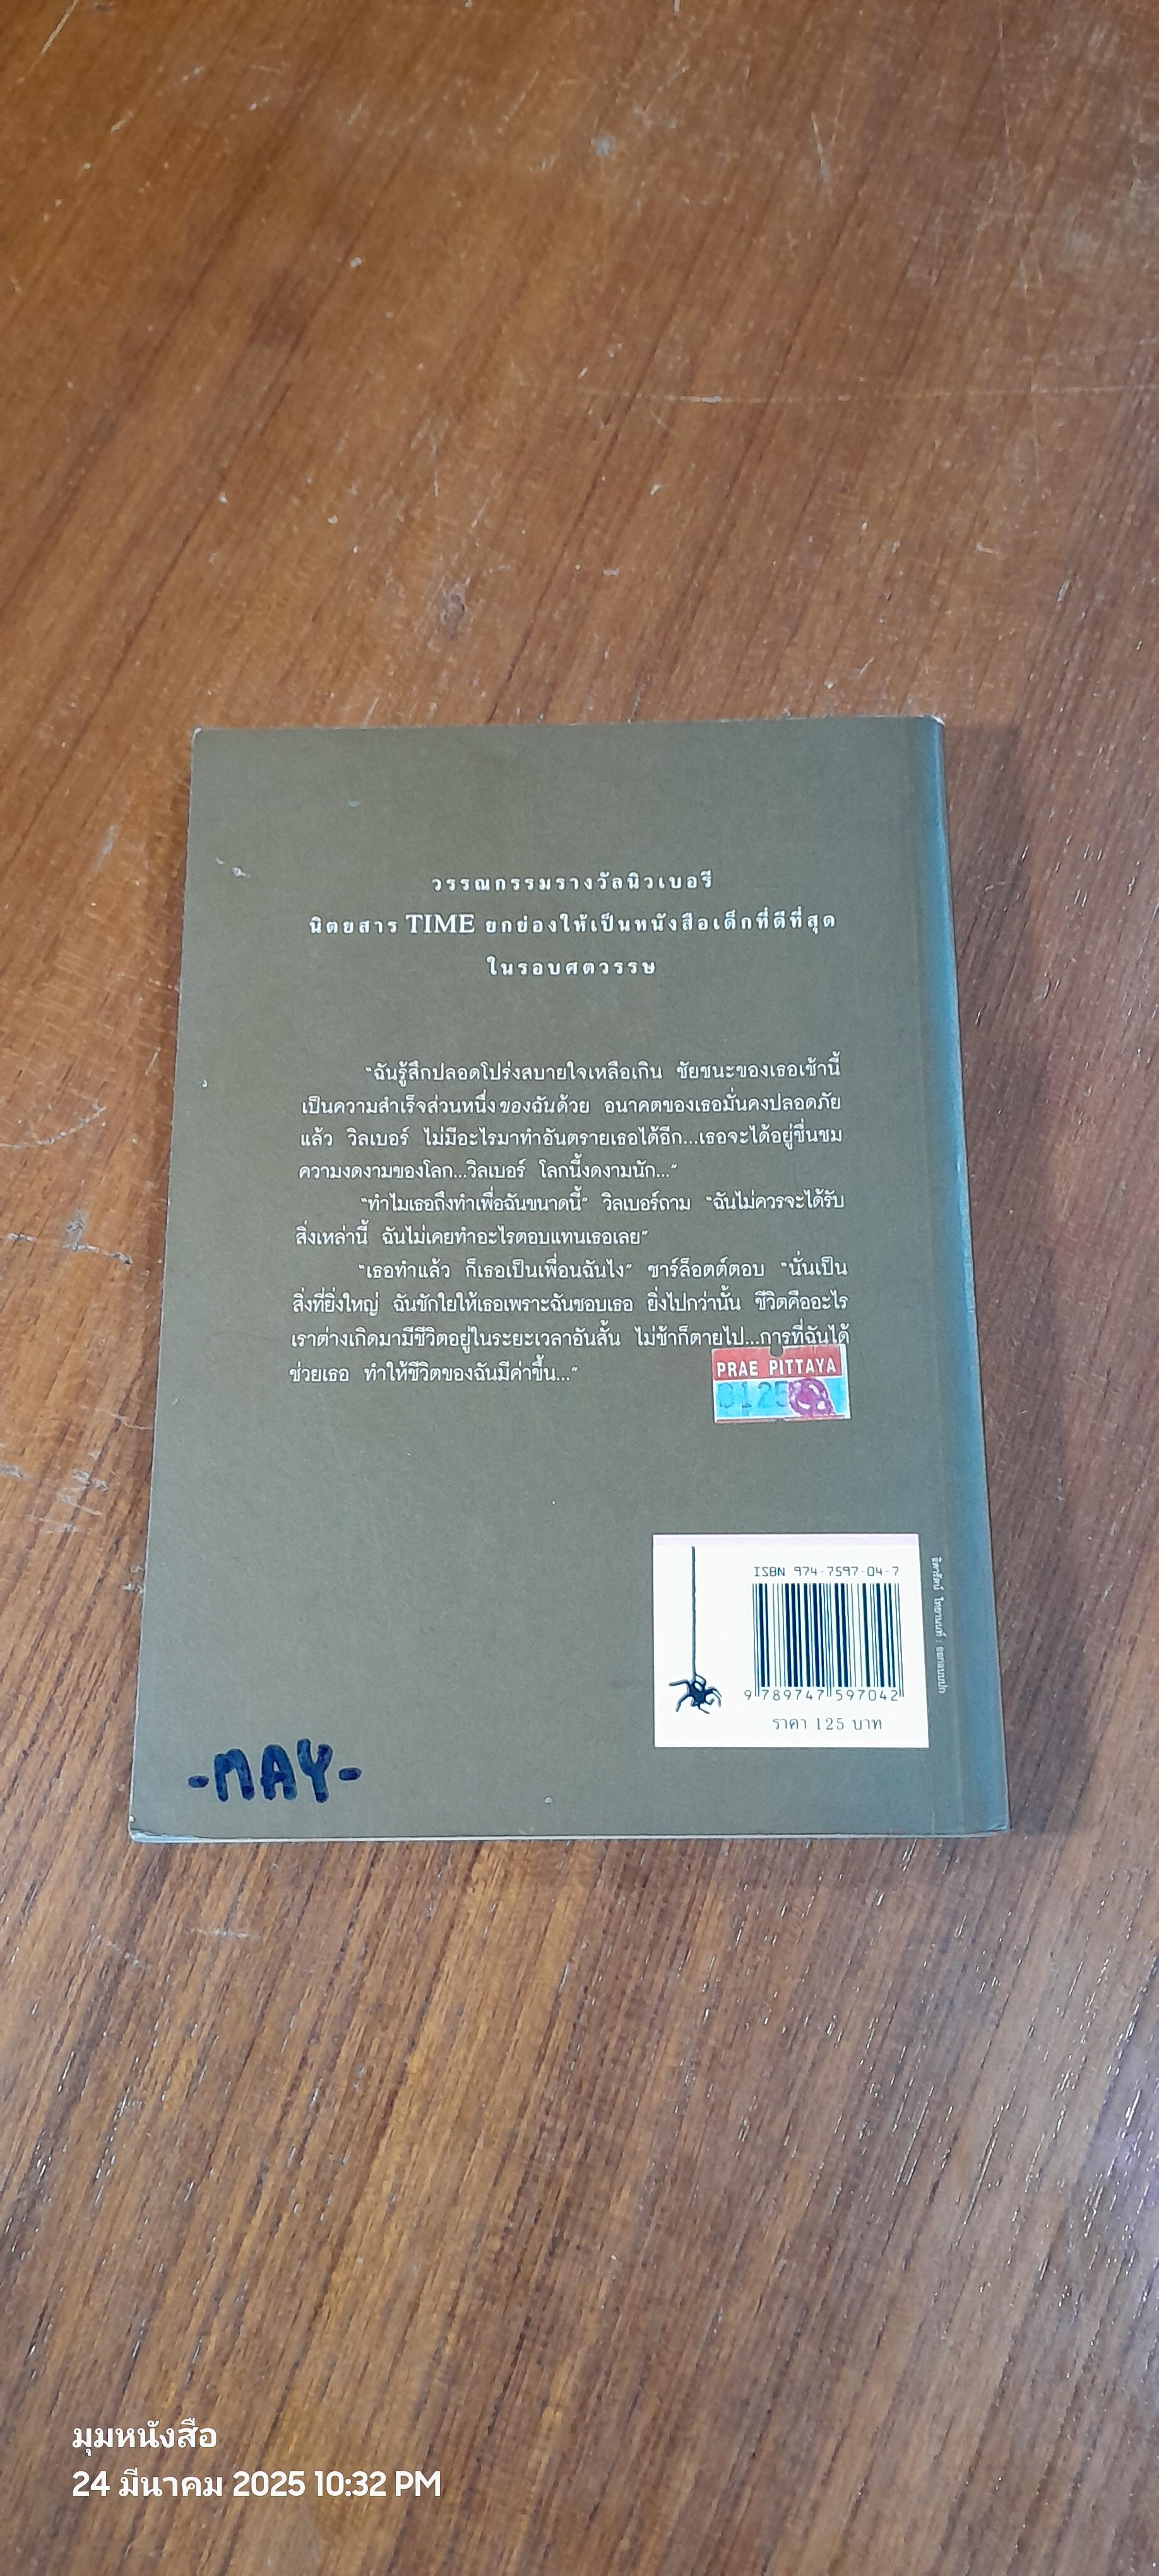 วรรณกรรมรางวัลนิวเบอรี
นิตยสาร TIME ยกย่องให้เป็นหนังสือเด็กที่ดีที่สุด
ในรอบศตวรรษ
"ฉันรู้สึกปลอดโปร่งสบายใจเหลือเกิน ชัยชนะของเธอเช้านี้
เป็นความสำเร็จส่วนหนึ่งของฉันด้วย อนาคตของเธอมั่นคงปลอดภัย
แล้ว วิลเบอร์ ไม่มีอะไรมาทำอันตรายเธอได้อีก...เธอจะได้อยู่ชื่นชม
ความงดงามของโลก...วิลเบอร์ โลกนี้งดงามนัก..."
"ทำไมเธอถึงทำเพื่อฉันขนาดนี้" วิลเบอร์ถาม "ฉันไม่ควรจะได้รับ
สิ่งเหล่านี้ ฉันไม่เคยทำอะไรตอบแทนเธอเลย"
"เธอทำแล้ว ก็เธอเป็นเพื่อนฉันไง" ชาร์ล็อตต์ตอบ "นั่นเป็น
สิ่งที่ยิ่งใหญ่ ฉันชักใยให้เธอเพราะฉันชอบเธอ ยิ่งไปกว่านั้น ชีวิตคืออะไร
เราต่างเกิดมามีชีวิตอยู่ในระยะเวลาอันสั้น ไม่ช้าก็ตายไป...การที่ฉันได้
ช่วยเธอ ทำให้ชีวิตของฉันมีค่าขึ้น..."
PRAE PITTAYA
0125
ISBN 974-7597-04-7
9 789747 597042
ราคา 125 บาท
-MAY-
มุมหนังสือ
24 มีนาคม 2025 10:32 PM